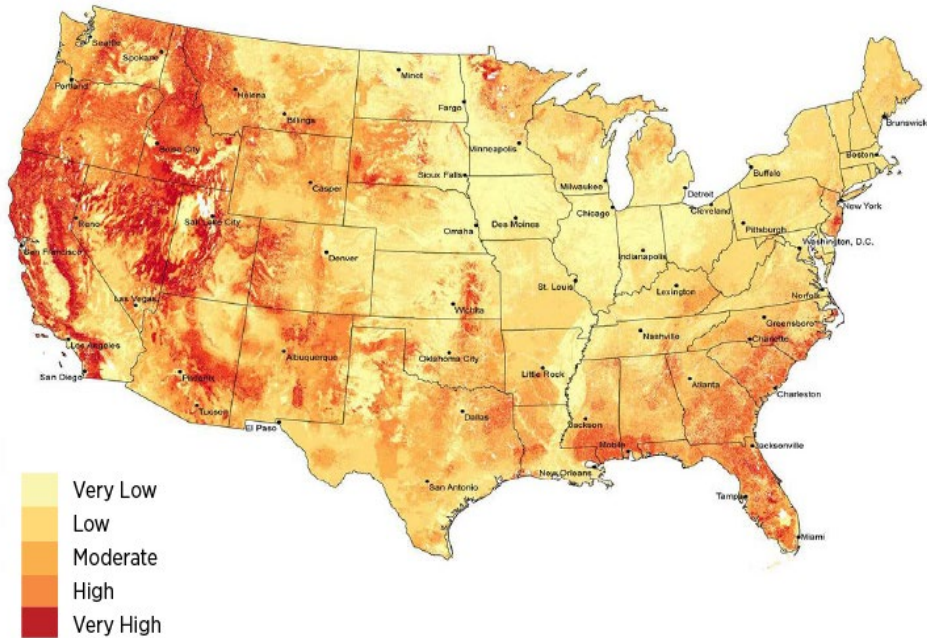 Seattle
Spokane
Portland
Helena
Billings
Boise City
Minot
Fargo
Minneapolis
Sioux Falls
Casper
Reno
Salt Lake City
San Francisco
Las Vegas
Los Angeles
San Diego
Phoenix
Tucson
El Paso
Albuquerque
Denver
Omaha
Des Moines
Wichita
Oklahoma City
Dallas
San Antonio
Milwaukee
Chicago
Detroit
Cleveland
Buffalo
Brunswick
Boston
New York
Pittsburgh
Washington, D.C.
Indianapolis
St. Louis
Lexington
Norfolk
Nashville
Greensboro
Charlotte
Little Rock
Atlanta
Charleston
Jackson
Mobile
New Orleans
Jacksonville
Tampa
Miami
Very Low
Low
Moderate
High
Very High